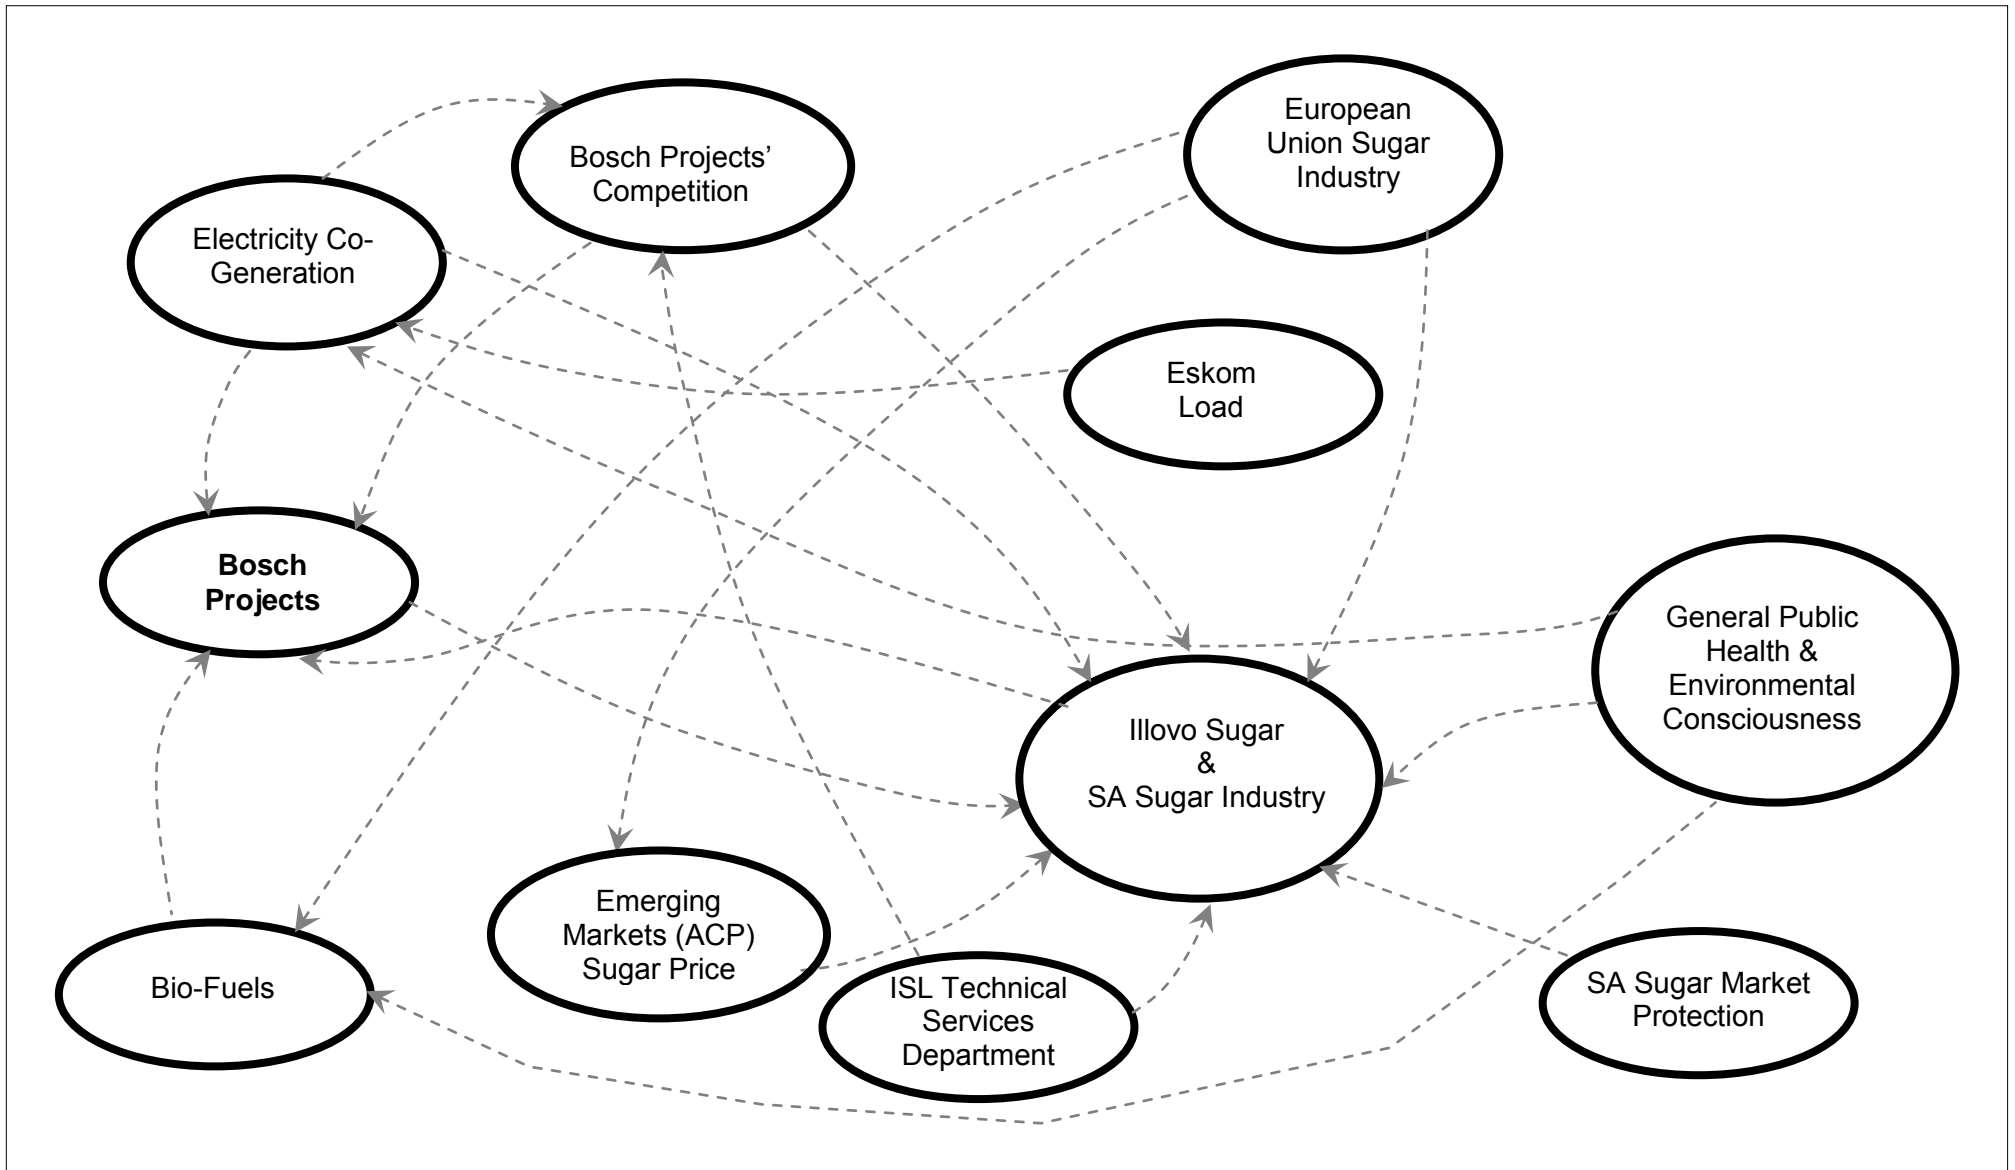 European
Union Sugar
Industry
Bosch Projects’
Competition
Electricity Co-
Generation
Eskom
Load
Bosch
Projects
General Public
Health &
Environmental
Consciousness
Illovo Sugar
&
SA Sugar Industry
Emerging
Markets (ACP)
Sugar Price
Bio-Fuels
ISL Technical
Services
Department
SA Sugar Market
Protection